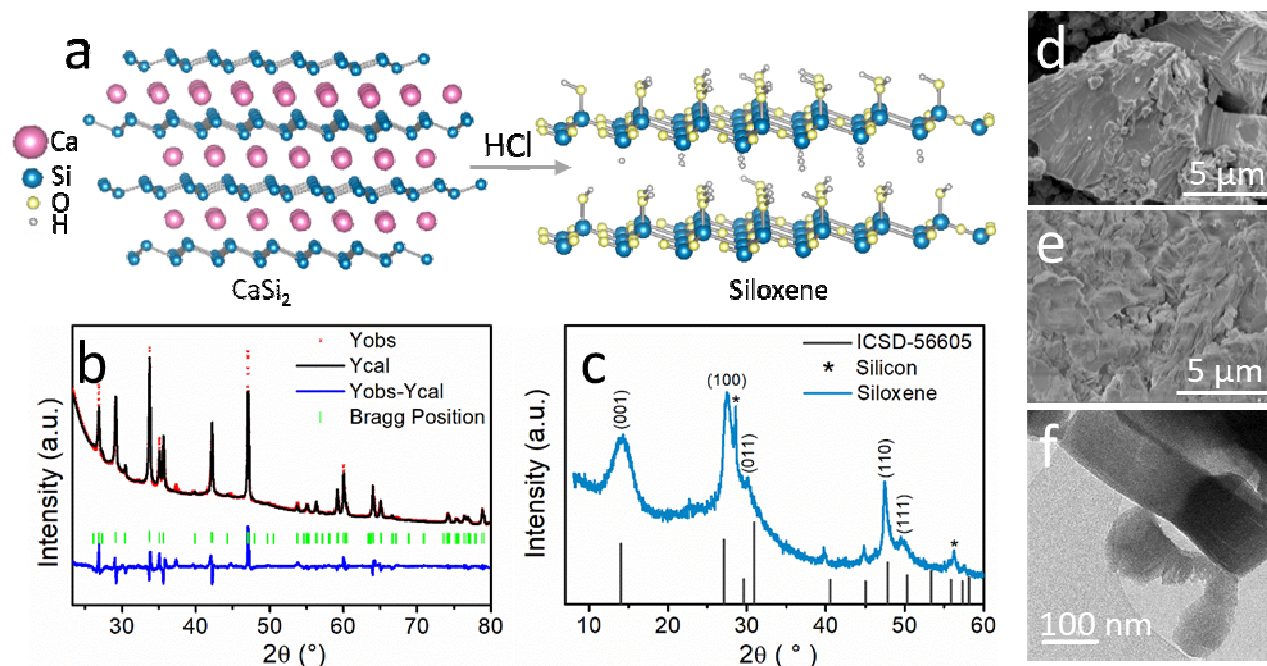 a
Ca
Si
O
H
HCl
CaSi₂
Siloxene
b
Yobs
Ycal
Yobs-Ycal
Bragg Position
Intensity (a.u.)
30 40 50 60 70 80
2θ (°)
c
ICSD-56605
* Silicon
Siloxene
(001)
(100)
*
(011)
(110)
(111)
*
Intensity (a.u.)
10 20 30 40 50 60
2θ (°)
d
5 µm
e
5 µm
f
100 nm